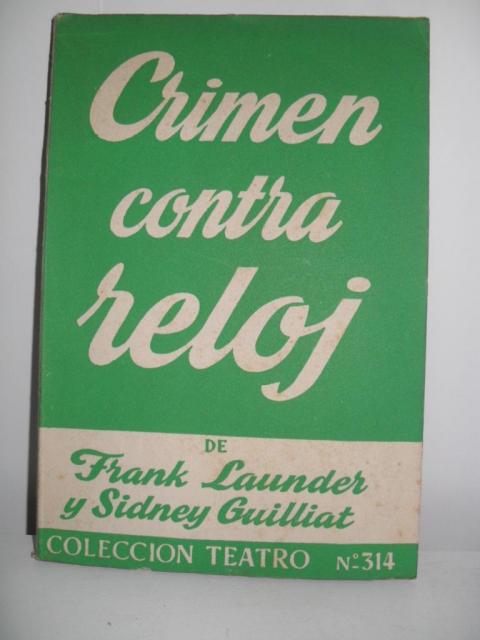 Crimen
contra
reloj
DE
Frank Launder
y Sidney Guilliat
COLECCION TEATRO Nº 314